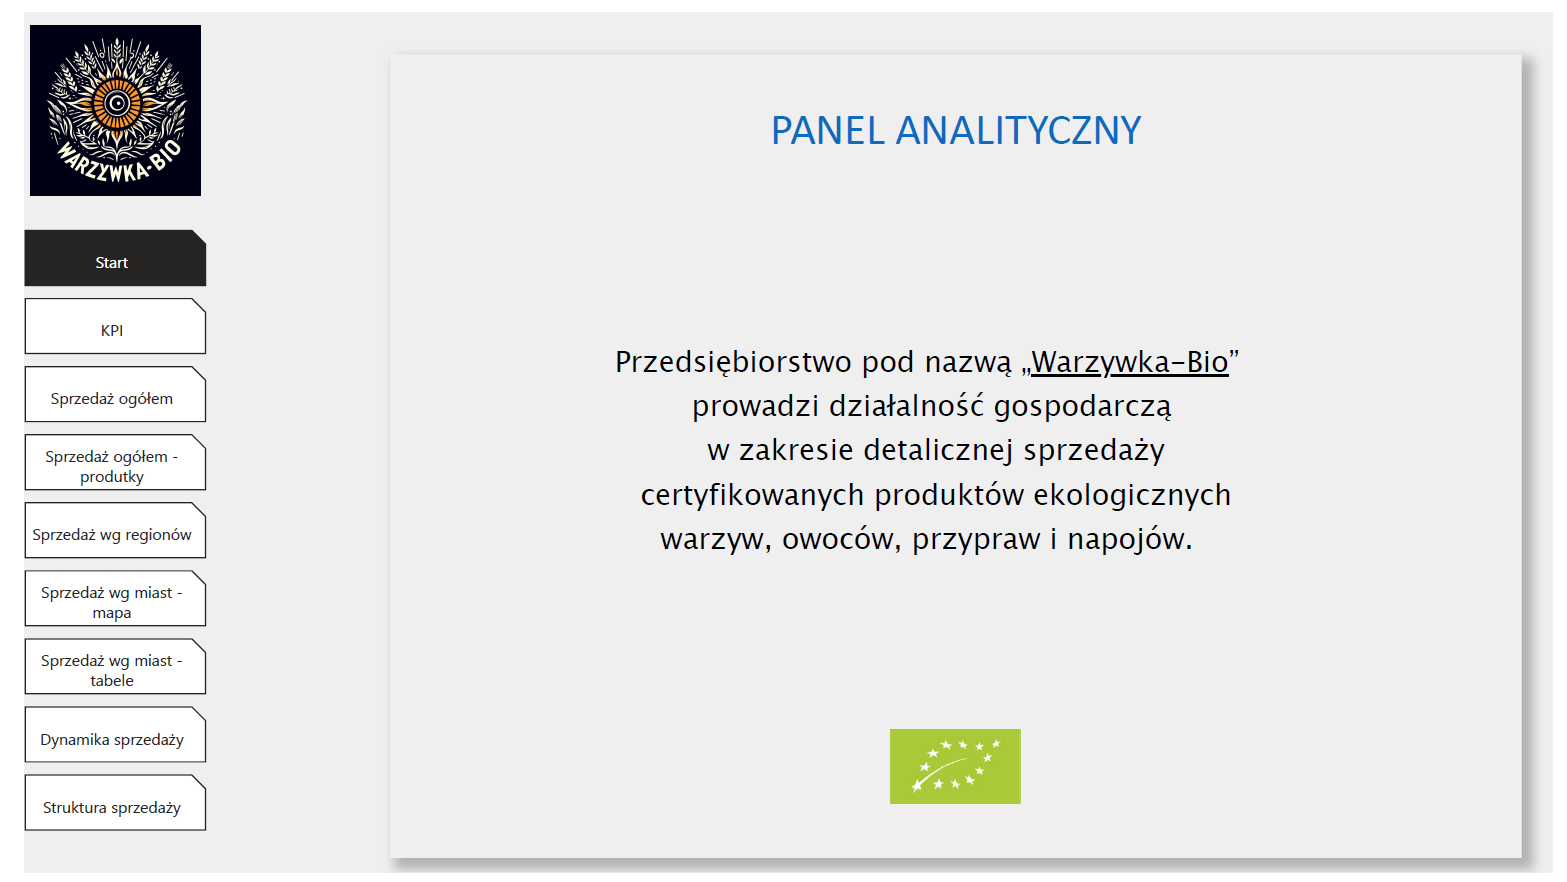 WARZYWKA-BIO
Start
KPI
Sprzedaż ogółem
Sprzedaż ogółem -
produtky
Sprzedaż wg regionów
Sprzedaż wg miast -
mapa
Sprzedaż wg miast -
tabele
Dynamika sprzedaży
Struktura sprzedaży
PANEL ANALITYCZNY
Przedsiębiorstwo pod nazwą „Warzywka-Bio”
prowadzi działalność gospodarczą
w zakresie detalicznej sprzedaży
certyfikowanych produktów ekologicznych
warzyw, owoców, przypraw i napojów.